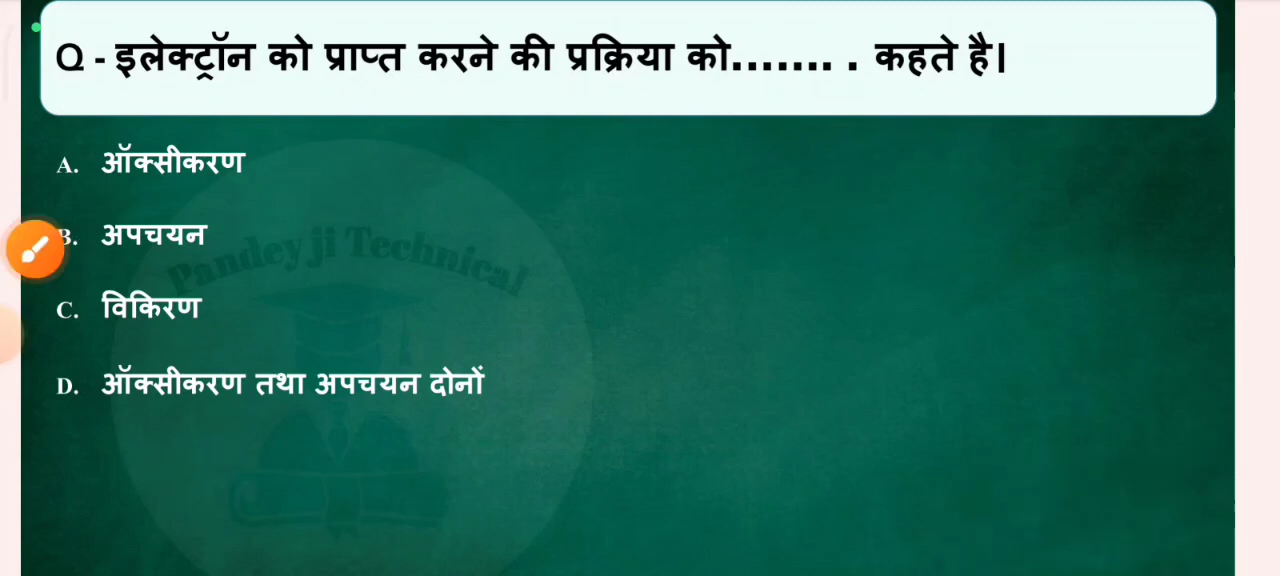 Q - इलेक्ट्रॉन को प्राप्त करने की प्रक्रिया को....... . कहते है।
A. ऑक्सीकरण
B. अपचयन
Pandey ji Technical
C. विकिरण
D. ऑक्सीकरण तथा अपचयन दोनों